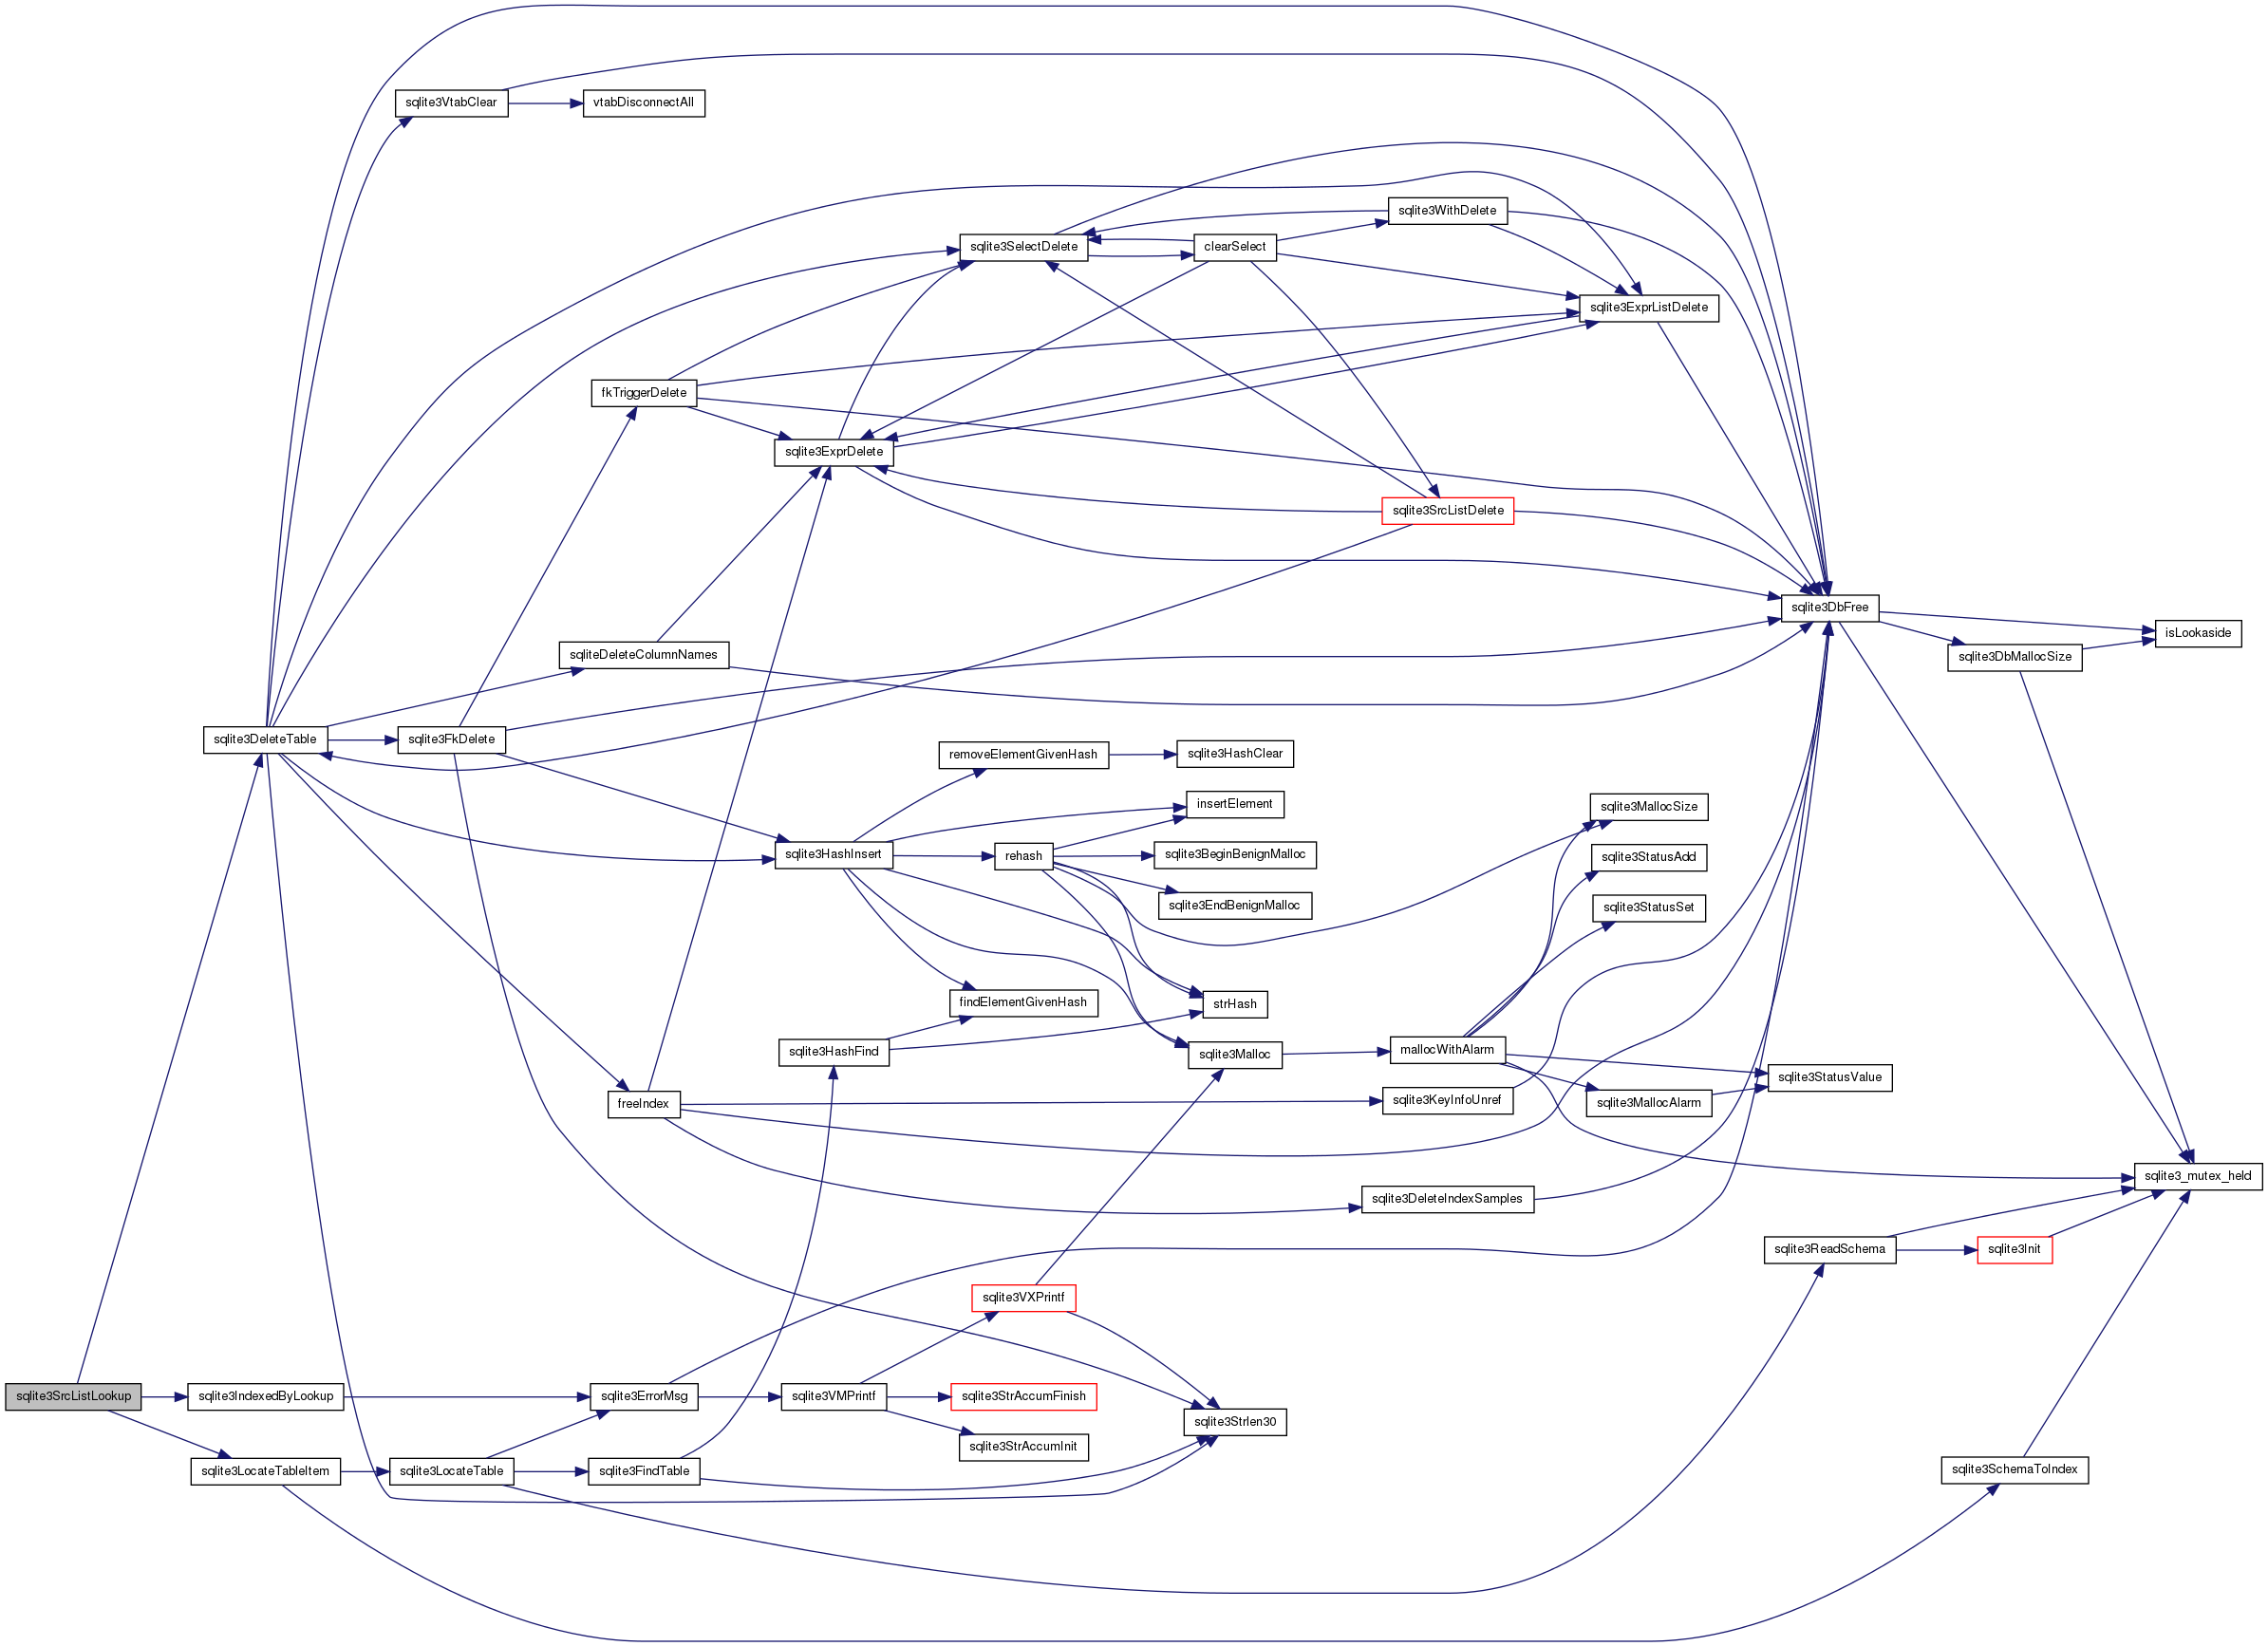 sqlite3VtabClear
vtabDisconnectAll
sqlite3WithDelete
sqlite3SelectDelete
clearSelect
sqlite3ExprListDelete
fkTriggerDelete
sqlite3ExprDelete
sqlite3SrcListDelete
sqlite3DbFree
isLookaside
sqliteDeleteColumnNames
sqlite3DbMallocSize
sqlite3DeleteTable
sqlite3FkDelete
removeElementGivenHash
sqlite3HashClear
insertElement
sqlite3MallocSize
sqlite3HashInsert
rehash
sqlite3BeginBenignMalloc
sqlite3StatusAdd
sqlite3EndBenignMalloc
sqlite3StatusSet
findElementGivenHash
strHash
sqlite3HashFind
sqlite3Malloc
mallocWithAlarm
sqlite3StatusValue
freeIndex
sqlite3KeyInfoUnref
sqlite3MallocAlarm
sqlite3_mutex_held
sqlite3DeleteIndexSamples
sqlite3ReadSchema
sqlite3Init
sqlite3VXPrintf
sqlite3SrcListLookup
sqlite3IndexedByLookup
sqlite3ErrorMsg
sqlite3VMPrintf
sqlite3StrAccumFinish
sqlite3Strlen30
sqlite3StrAccumInit
sqlite3LocateTableItem
sqlite3LocateTable
sqlite3FindTable
sqlite3SchemaToIndex